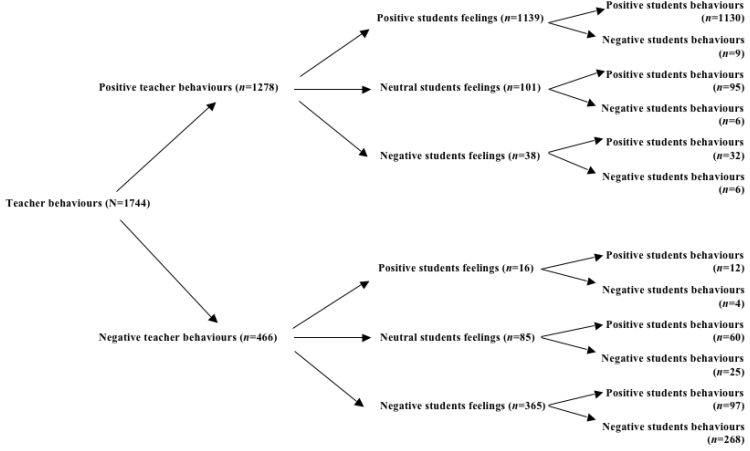 Positive students behaviours
(n=1130)
Positive students feelings (n=1139)
Negative students behaviours
(n=9)
Positive students behaviours
(n=95)
Positive teacher behaviours (n=1278)
Neutral students feelings (n=101)
Negative students behaviours
(n=6)
Positive students behaviours
(n=32)
Negative students feelings (n=38)
Negative students behaviours
(n=6)
Teacher behaviours (N=1744)
Positive students behaviours
(n=12)
Positive students feelings (n=16)
Negative students behaviours
(n=4)
Positive students behaviours
(n=60)
Negative teacher behaviours (n=466)
Neutral students feelings (n=85)
Negative students behaviours
(n=25)
Positive students behaviours
(n=97)
Negative students feelings (n=365)
Negative students behaviours
(n=268)